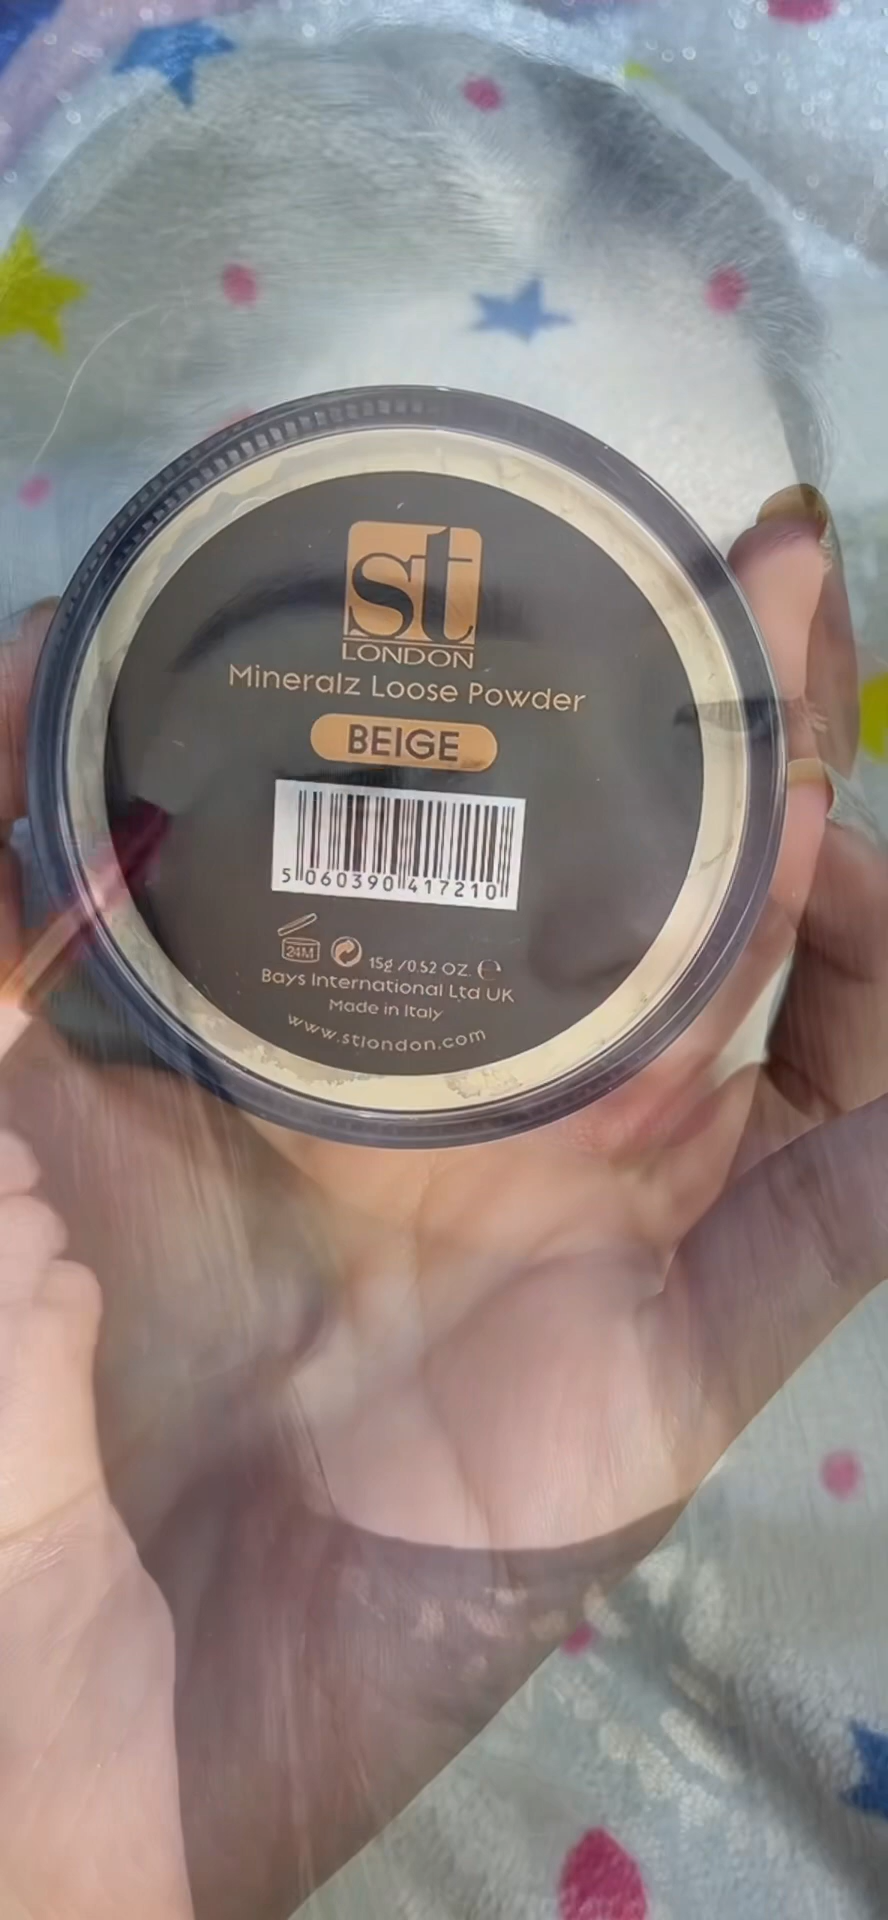 st
LONDON
Mineralz Loose Powder
BEIGE
5 060390 417210
24M 15g /0.52 OZ. e
Bays International Ltd UK
Made in Italy
www.stlondon.com